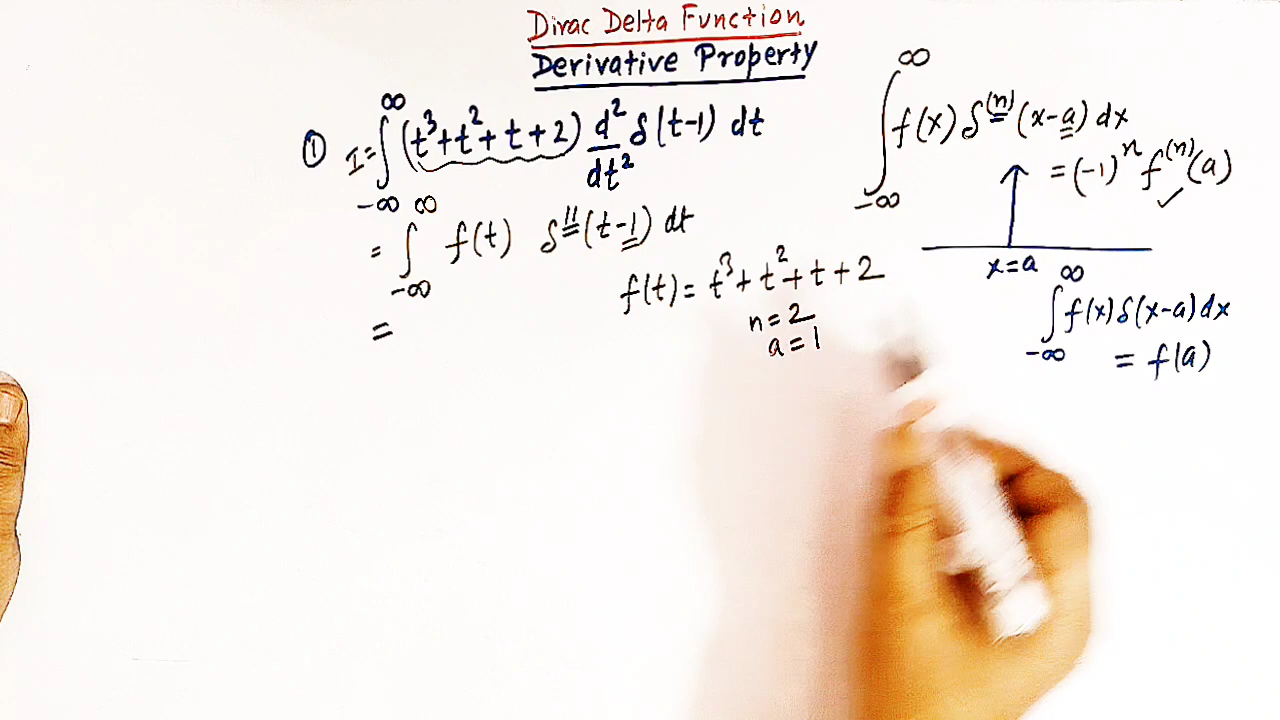 Dirac Delta Function
Derivative Property
① I = ∫_{-∞}^{∞} (t³+t²+t+2) d²/dt² δ(t-1) dt
= ∫_{-∞}^{∞} f(t) δ''(t-1) dt
f(t) = t³+t²+t+2
n=2
a=1
=
∫_{-∞}^{∞} f(x) δ^{(n)}(x-a) dx
= (-1)^n f^{(n)}(a)
x=a
∫_{-∞}^{∞} f(x) δ(x-a) dx
= f(a)